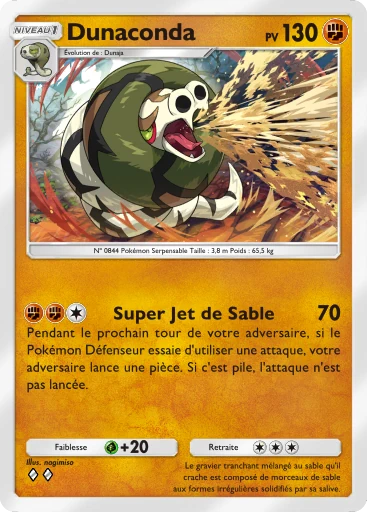 NIVEAU 1
Dunaconda
PV 130
Évolution de : Dunaja
N° 0844 Pokémon Serpensable Taille : 3,8 m Poids : 65,5 kg
Super Jet de Sable 70
Pendant le prochain tour de votre adversaire, si le
Pokémon Défenseur essaie d'utiliser une attaque, votre
adversaire lance une pièce. Si c'est pile, l'attaque n'est
pas lancée.
Faiblesse +20
Retraite
Illus. nagimiso
Le gravier tranchant mélangé au sable qu'il
crache est composé de morceaux de sable
aux formes irrégulières solidifiés par sa salive.